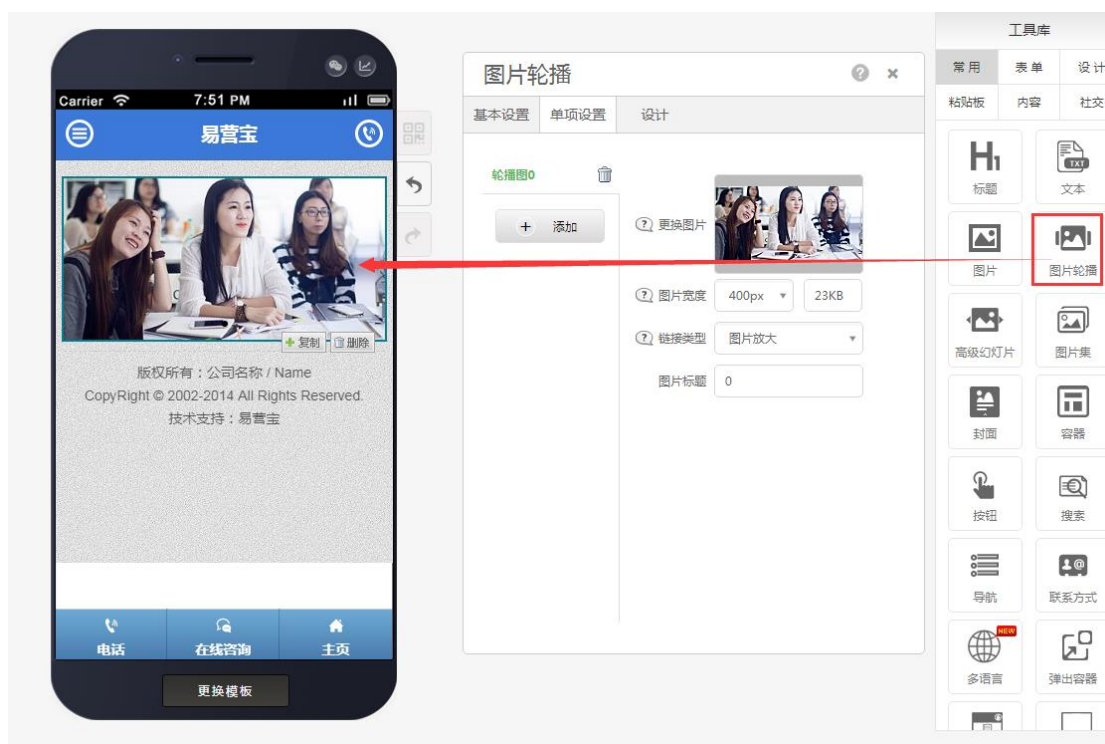 Carrier 7:51 PM
易营宝
复制 删除
版权所有：公司名称 / Name
CopyRight © 2002-2014 All Rights Reserved.
技术支持：易营宝
电话 在线咨询 主页
更换模板
图片轮播
基本设置 单项设置 设计
轮播图0
+ 添加
更换图片
图片宽度 400px 23KB
链接类型 图片放大
图片标题 0
工具库
常用 表单 设计
粘贴板 内容 社交
H1 TXT
标题 文本
图片 图片轮播
高级幻灯片 图片集
封面 容器
按钮 搜索
导航 联系方式
NEW
多语言 弹出容器